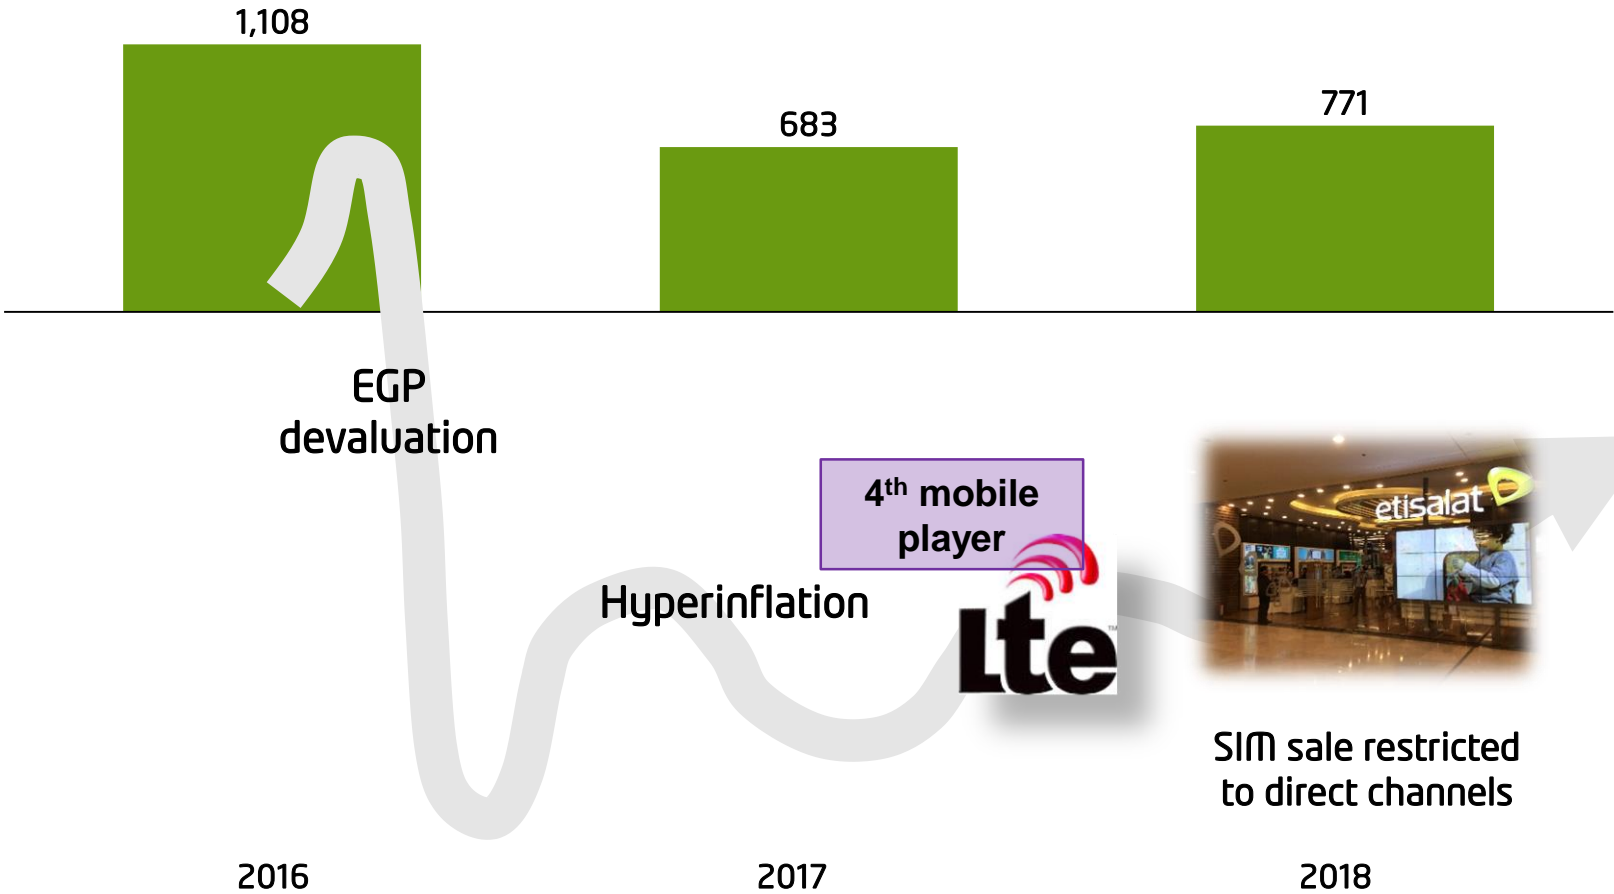 1,108
683
771
EGP
devaluation
4th mobile
player
Hyperinflation
Lte
TM
etisalat
SIM sale restricted
to direct channels
2016
2017
2018